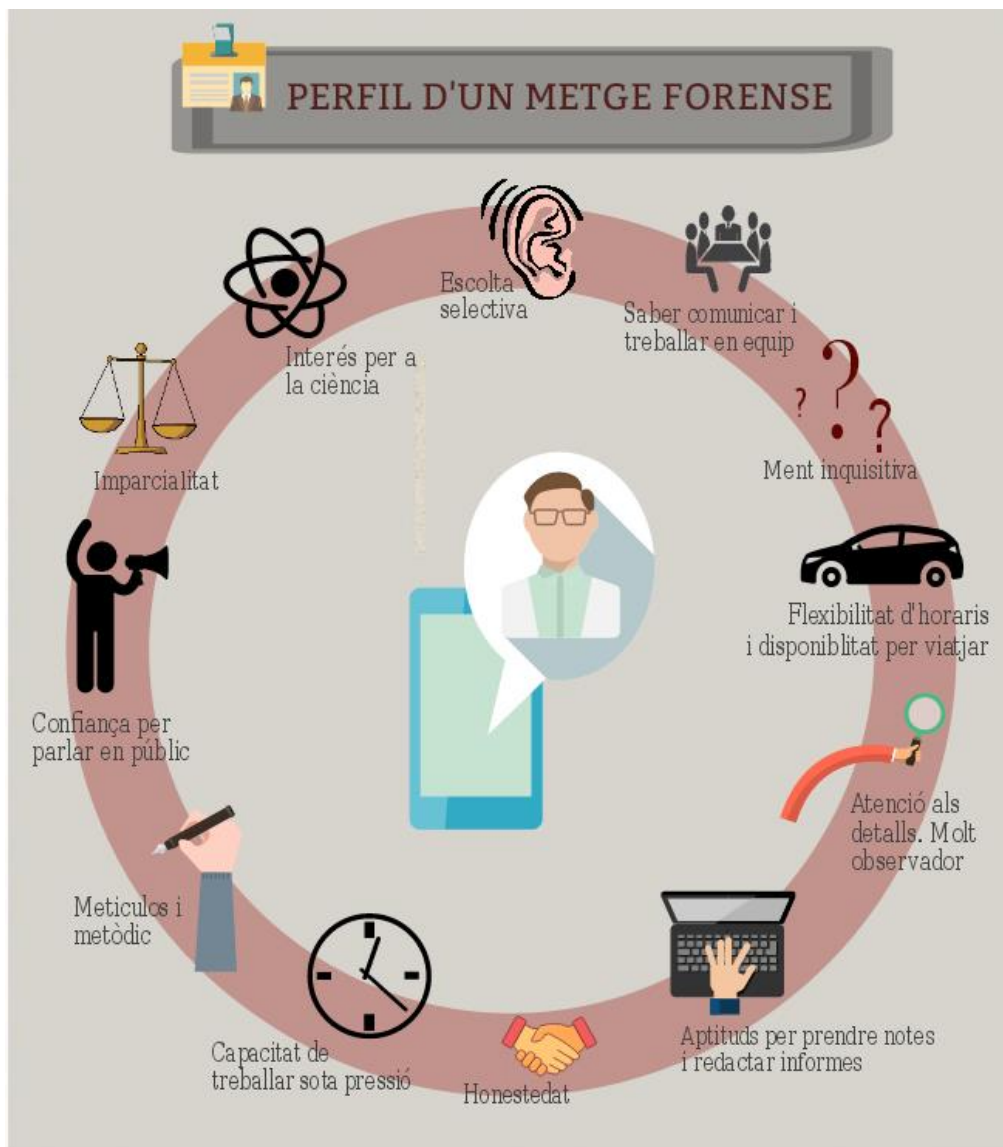 PERFIL D'UN METGE FORENSE
Escolta
selectiva
Saber comunicar i
treballar en equip
Ment inquisitiva
Flexibilitat d'horaris
i disponiblitat per viatjar
Atenció als
detalls. Molt
observador
Aptituds per prendre notes
i redactar informes
Honestedat
Capacitat de
treballar sota pressió
Meticulos i
metòdic
Confiança per
parlar en públic
Imparcialitat
Interés per a
la ciència